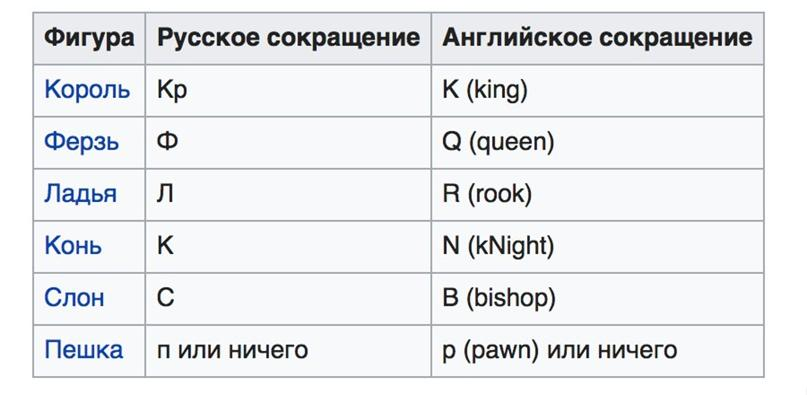 Фигура Русское сокращение Английское сокращение
Король Кр K (king)
Ферзь Ф Q (queen)
Ладья Л R (rook)
Конь К N (kNight)
Слон С B (bishop)
Пешка п или ничего p (pawn) или ничего